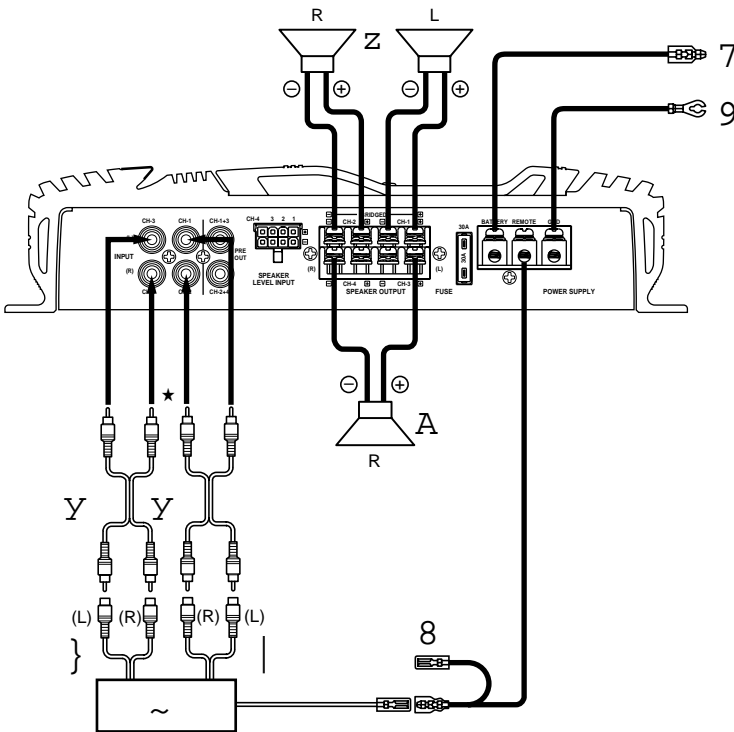 R
z
L
7
9
CH-3
CH-1
CH-1+3
CH-4 3 2 1
BRIDGED
CH-2
CH-1
30A
BATTERY REMOTE GND
INPUT
PRE OUT
30A
(R)
(R)
(L)
SPEAKER LEVEL INPUT
CH-2+4
SPEAKER OUTPUT
CH-4
CH-3
FUSE
POWER SUPPLY
★
A
R
y
y
(L)
(R)
(R)
(L)
}
|
8
~